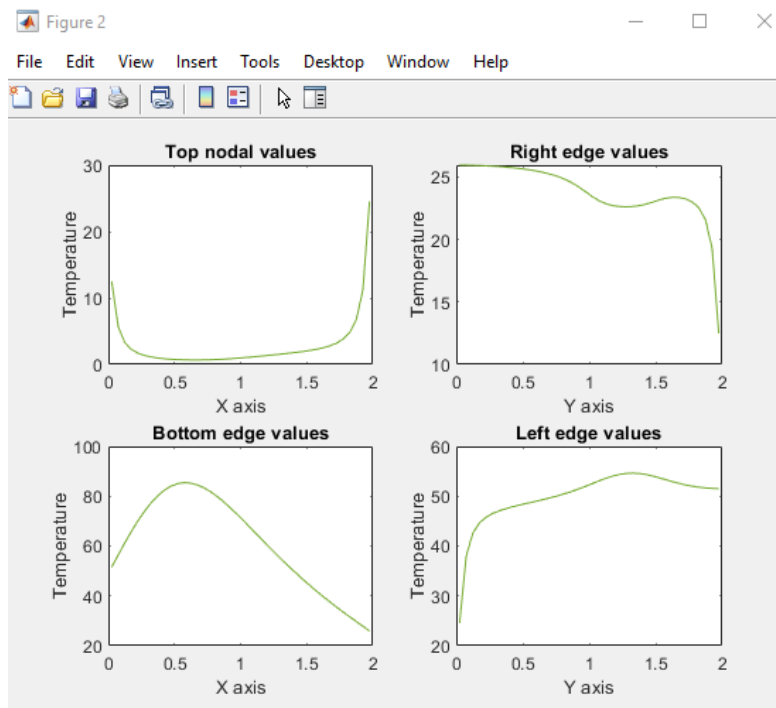 Figure 2
File Edit View Insert Tools Desktop Window Help
Top nodal values
30
20
10
0
Temperature
0 0.5 1 1.5 2
X axis
Right edge values
25
20
15
10
Temperature
0 0.5 1 1.5 2
Y axis
Bottom edge values
100
80
60
40
20
Temperature
0 0.5 1 1.5 2
X axis
Left edge values
60
50
40
30
20
Temperature
0 0.5 1 1.5 2
Y axis